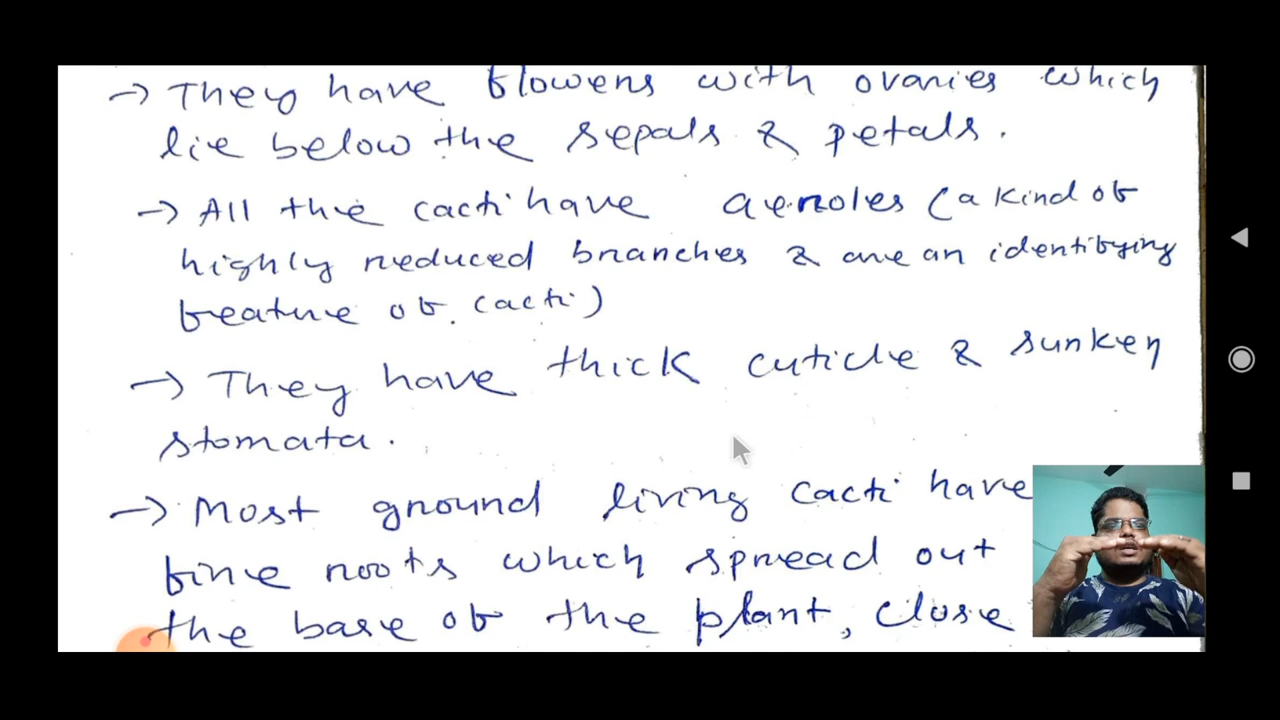 → They have flowers with ovaries which
lie below the sepals & petals.
→ All the cacti have aeroles (a kind of
highly reduced branches & are an identifying
feature of cacti)
→ They have thick cuticle & sunken
stomata.
→ Most ground living cacti have
fine roots which spread out
the base of the plant, close